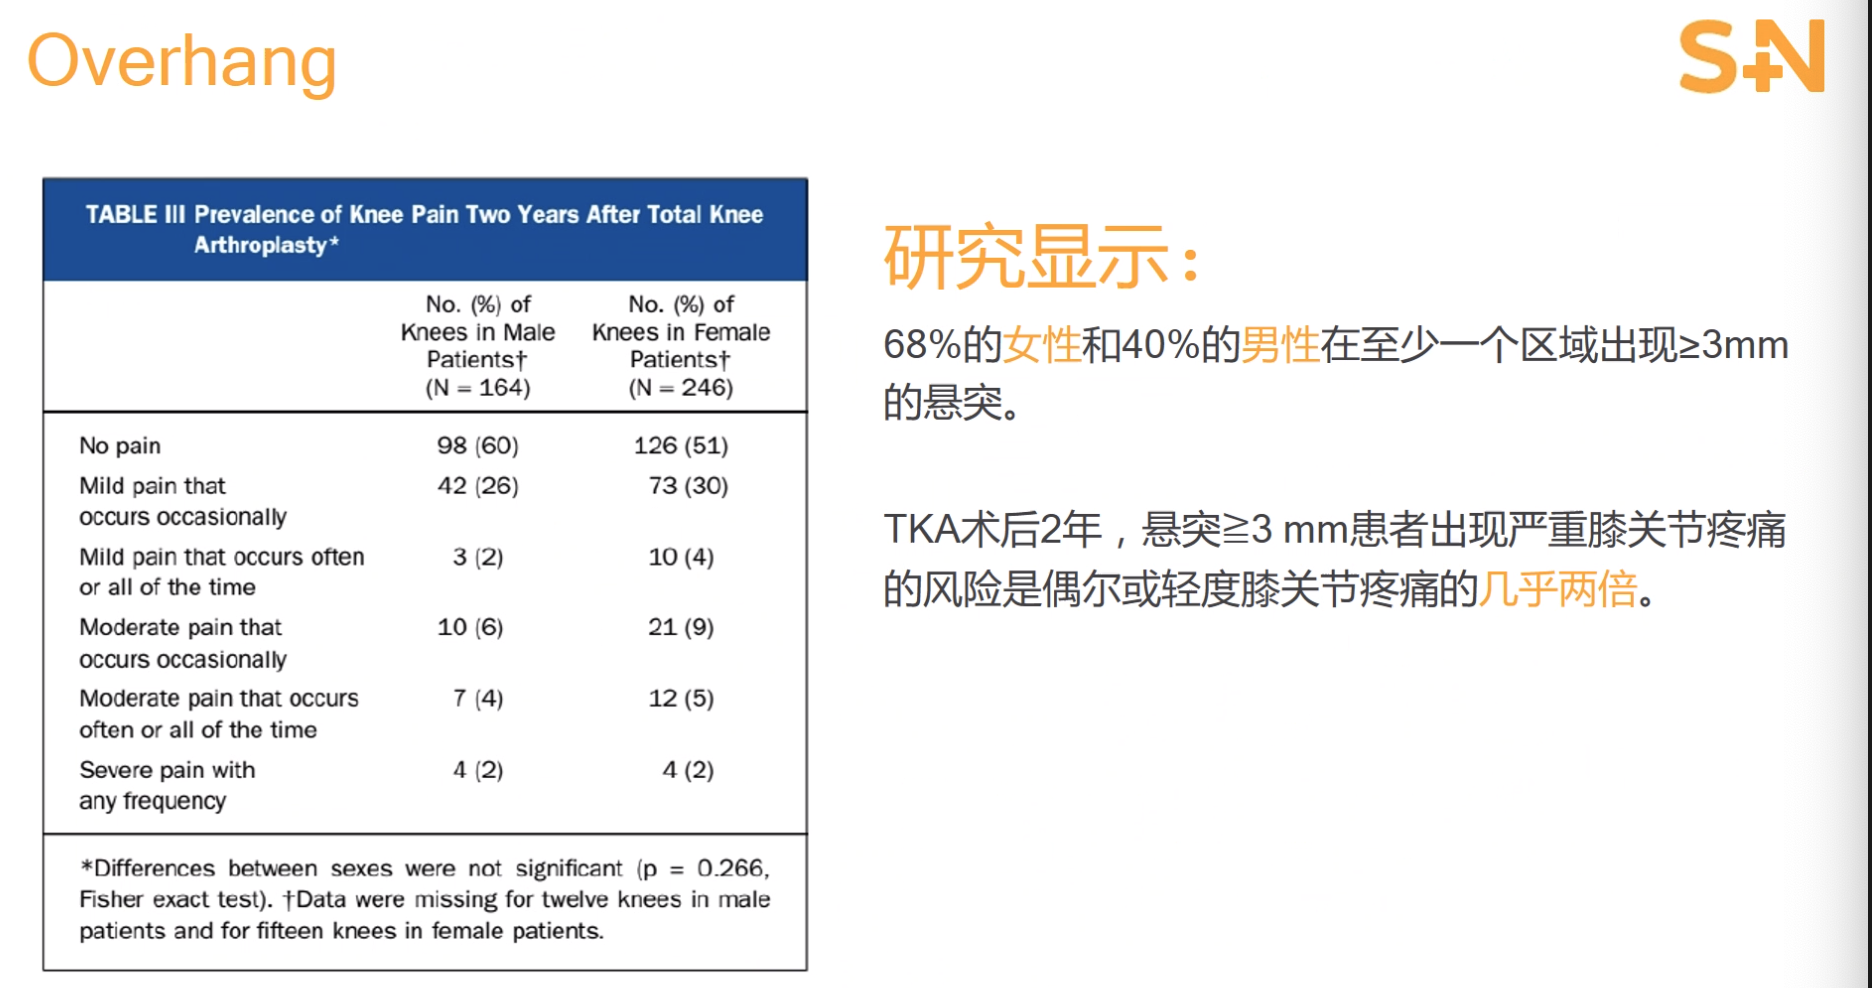 Overhang
S+N
TABLE III Prevalence of Knee Pain Two Years After Total Knee
Arthroplasty*
No. (%) of
Knees in Male
Patients†
(N = 164)
No. (%) of
Knees in Female
Patients†
(N = 246)
No pain 98 (60) 126 (51)
Mild pain that 42 (26) 73 (30)
occurs occasionally
Mild pain that occurs often 3 (2) 10 (4)
or all of the time
Moderate pain that 10 (6) 21 (9)
occurs occasionally
Moderate pain that occurs 7 (4) 12 (5)
often or all of the time
Severe pain with 4 (2) 4 (2)
any frequency
*Differences between sexes were not significant (p = 0.266,
Fisher exact test). †Data were missing for twelve knees in male
patients and for fifteen knees in female patients.
研究显示：
68%的女性和40%的男性在至少一个区域出现≥3mm
的悬突。
TKA术后2年，悬突≧3 mm患者出现严重膝关节疼痛
的风险是偶尔或轻度膝关节疼痛的几乎两倍。